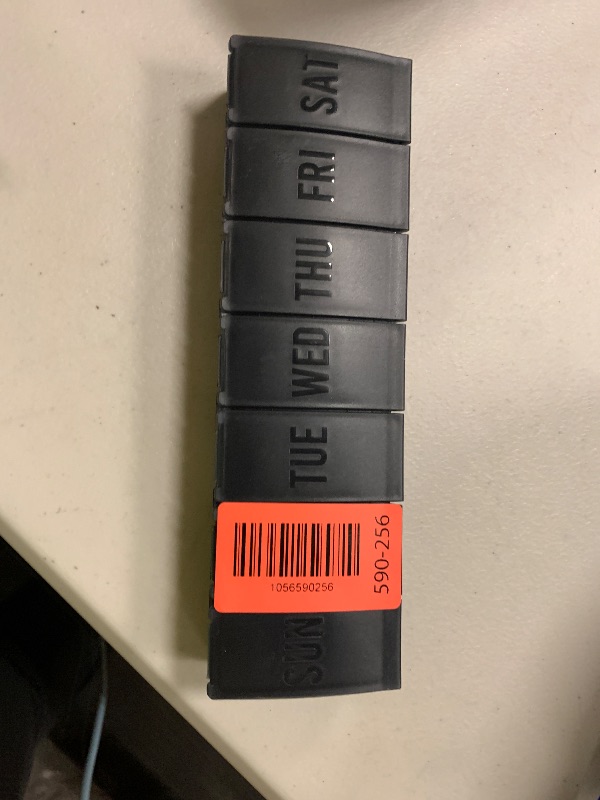 SAT
FRI
THU
WED
TUE
1056590256
590-256
SUN